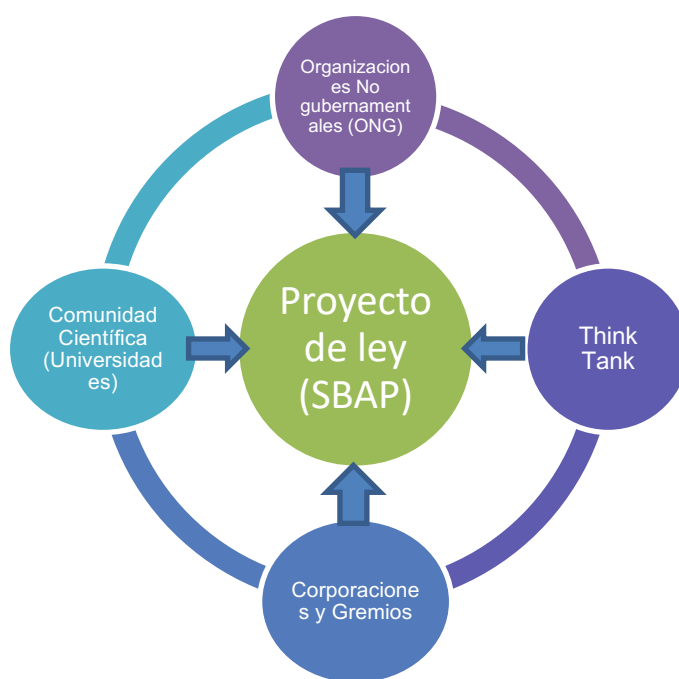 Organizacion
es No
gubernament
ales (ONG)
Comunidad
Científica
(Universidad
es)
Proyecto
de ley
(SBAP)
Think
Tank
Corporacione
s y Gremios